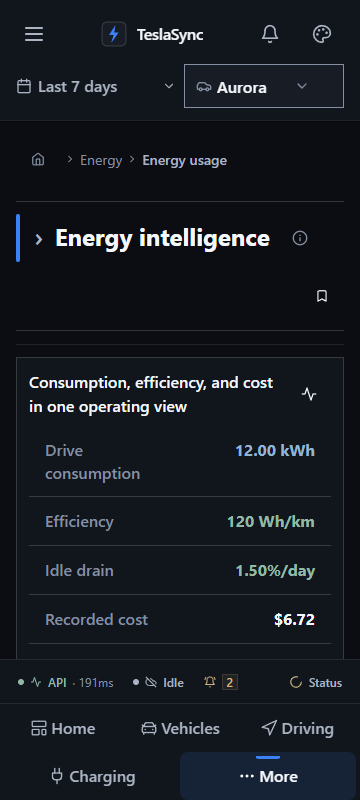 TeslaSync
Last 7 days
Aurora
Energy
Energy usage
Energy intelligence
Consumption, efficiency, and cost
in one operating view
Drive
consumption
12.00 kWh
Efficiency
120 Wh/km
Idle drain
1.50%/day
Recorded cost
$6.72
API · 191ms
Idle
2
Status
Home
Vehicles
Driving
Charging
More